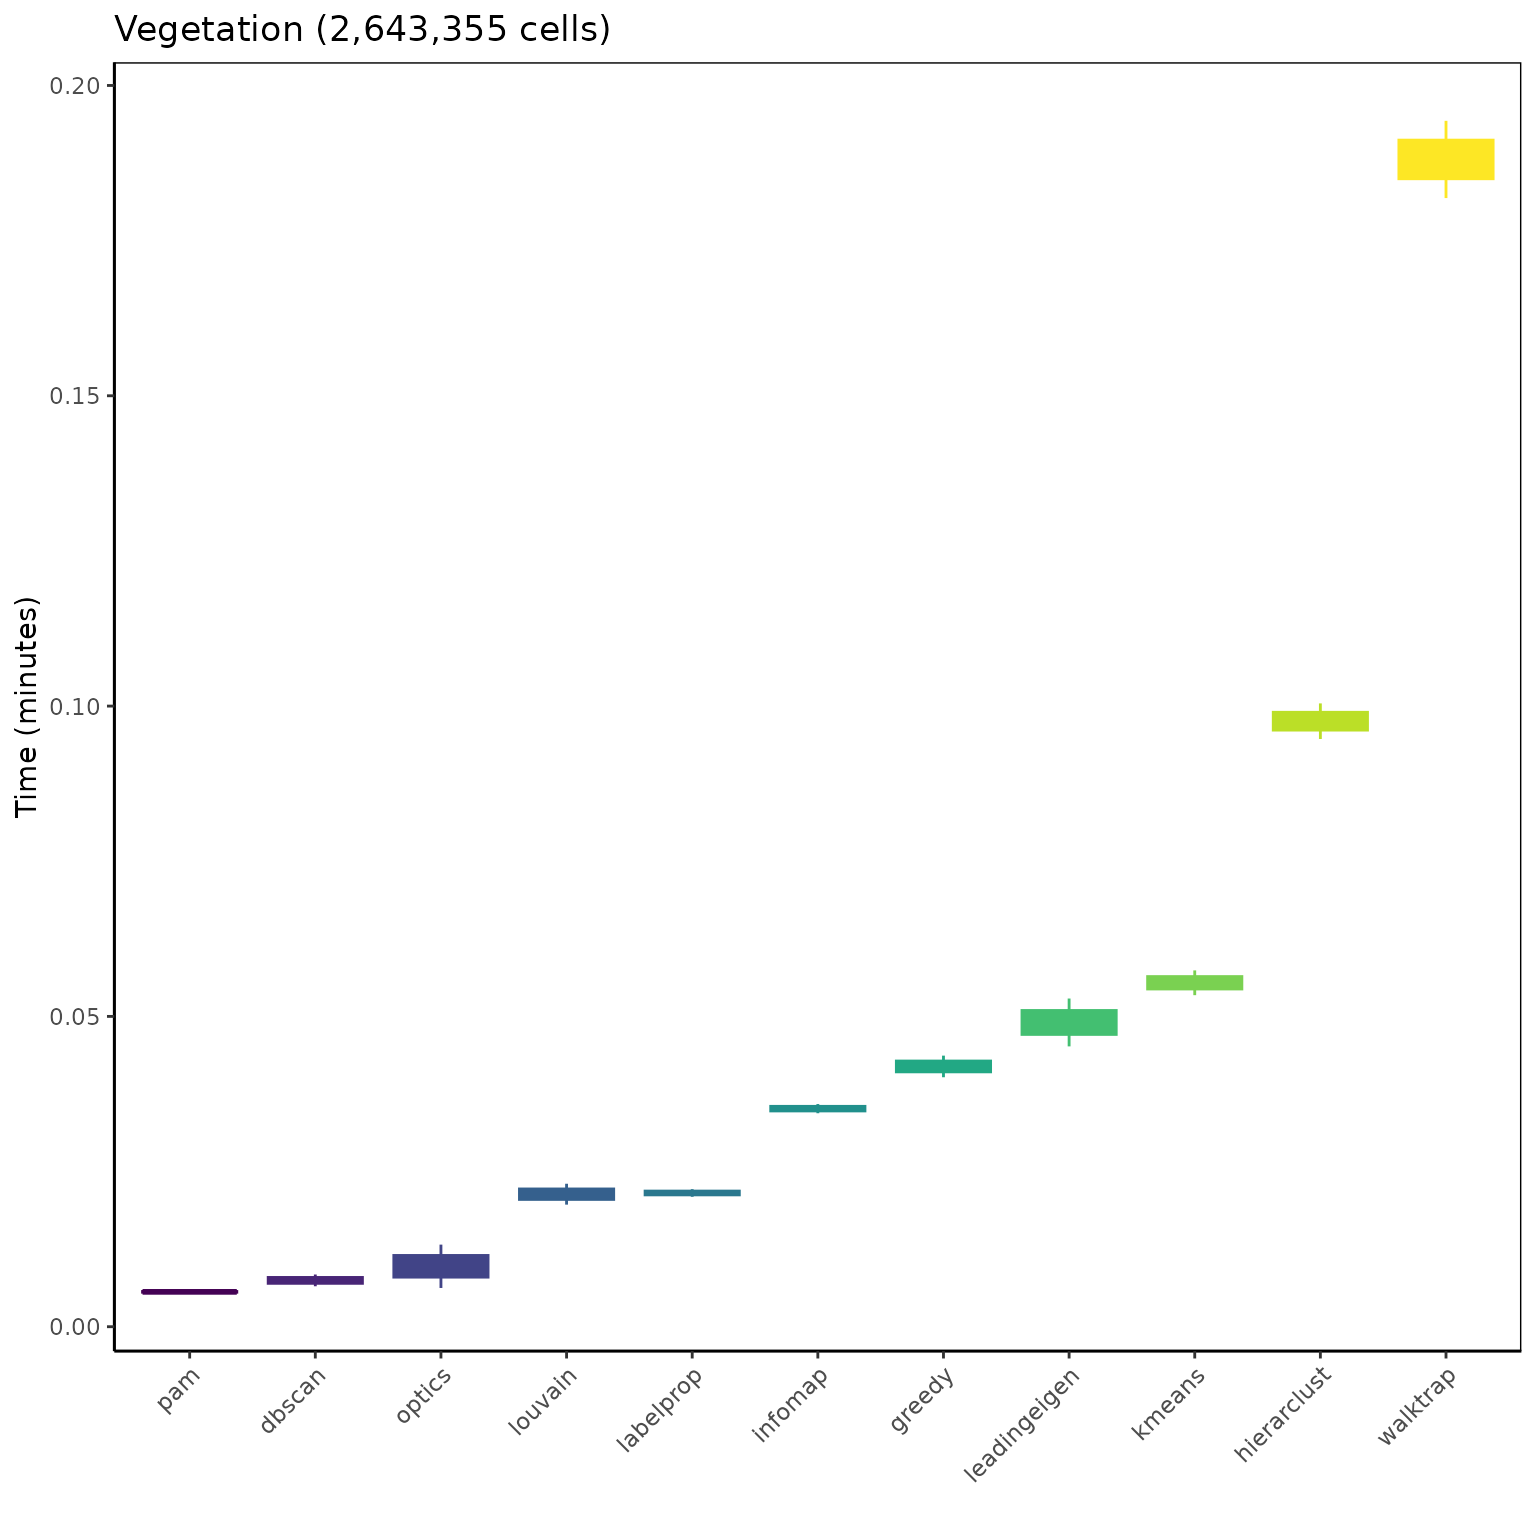 Vegetation (2,643,355 cells)
Time (minutes)
0.20
0.15
0.10
0.05
0.00
pam
dbscan
optics
louvain
labelprop
infomap
greedy
leadingeigen
kmeans
hierarclust
walktrap